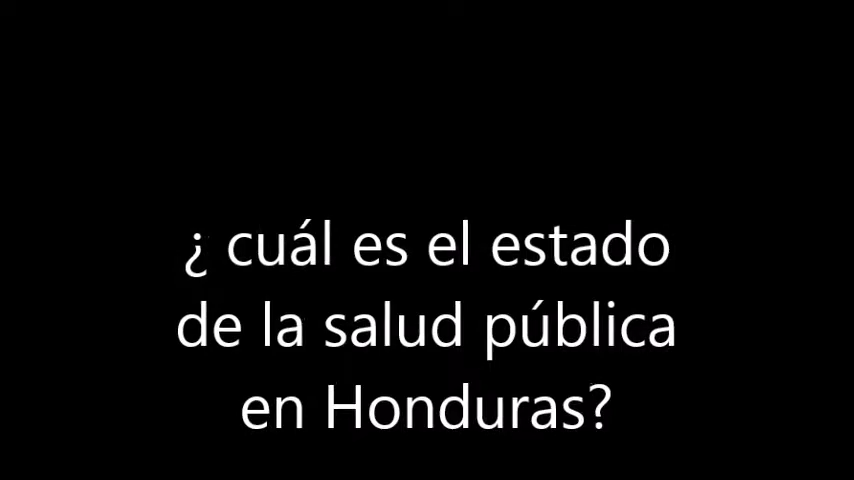 ¿ cuál es el estado
de la salud pública
en Honduras?